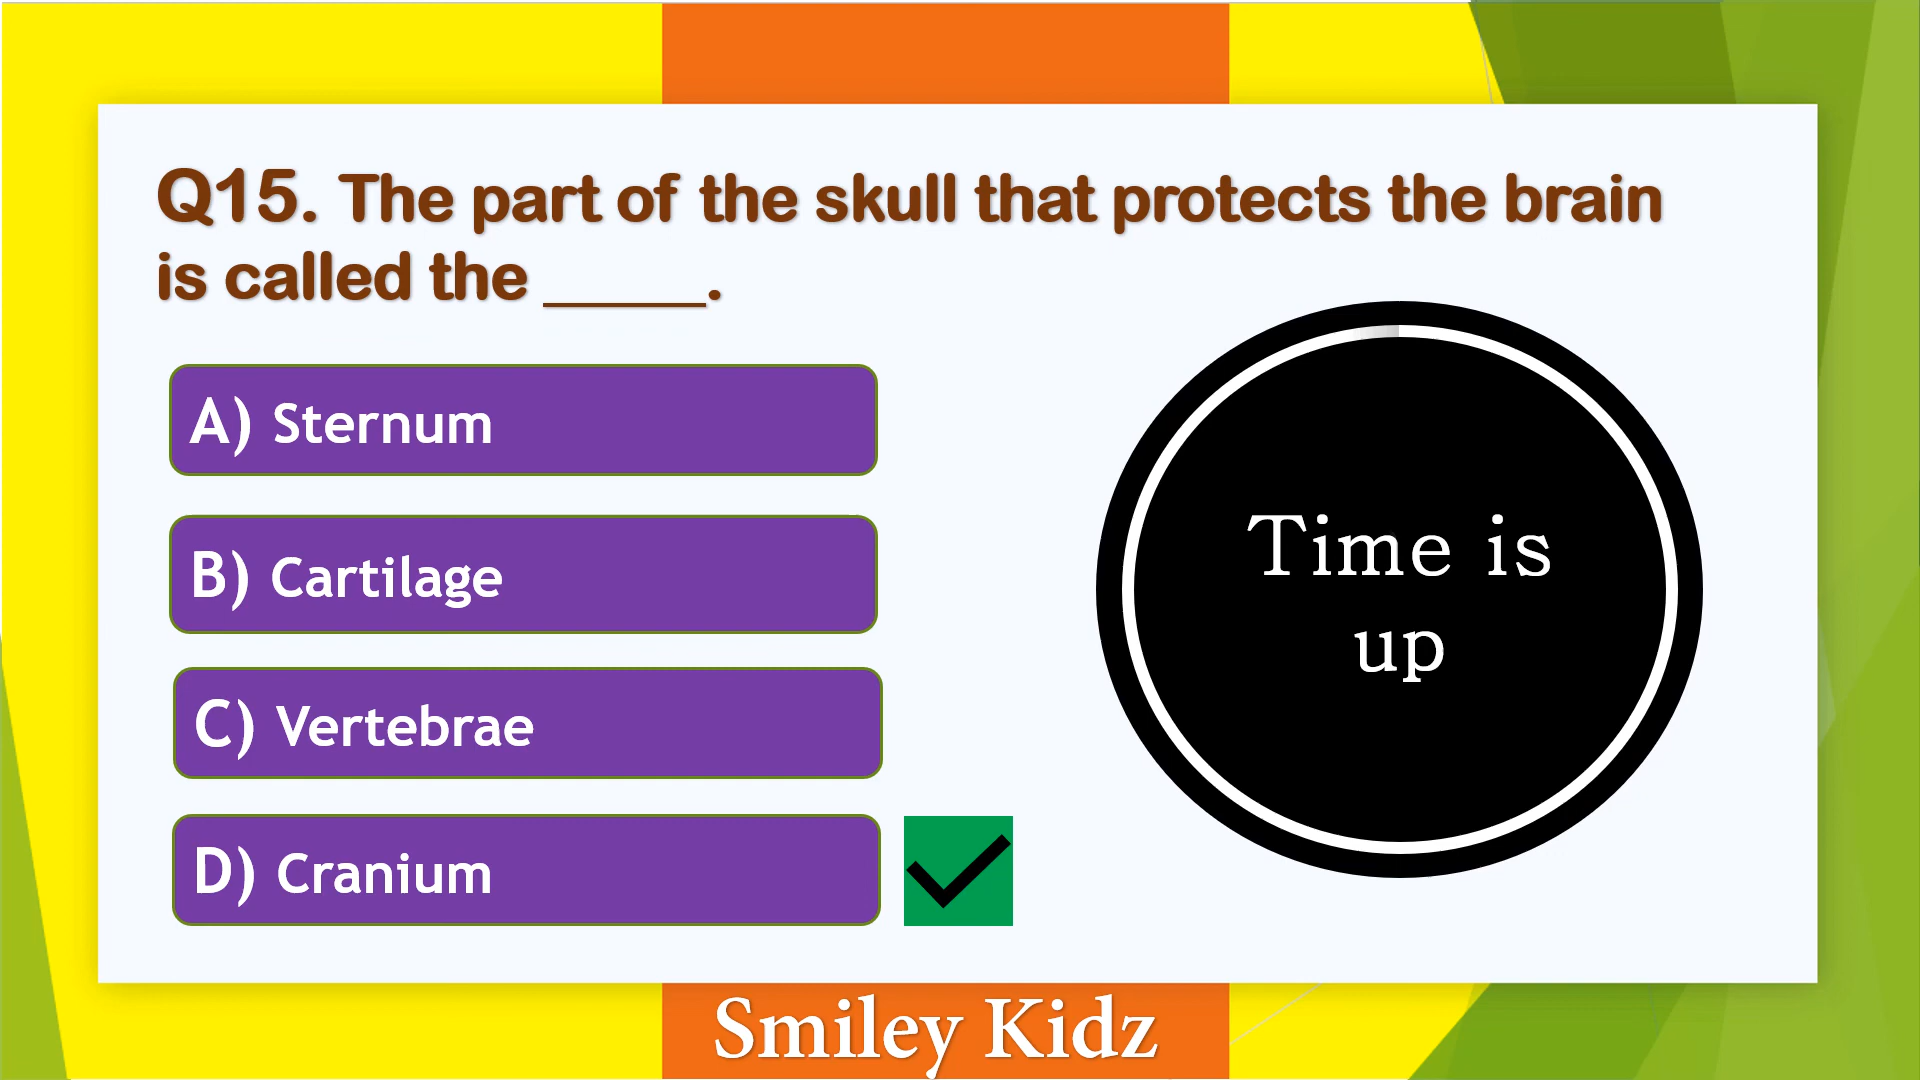 Q15. The part of the skull that protects the brain
is called the _____.
A) Sternum
B) Cartilage
C) Vertebrae
D) Cranium
Time is
up
Smiley Kidz